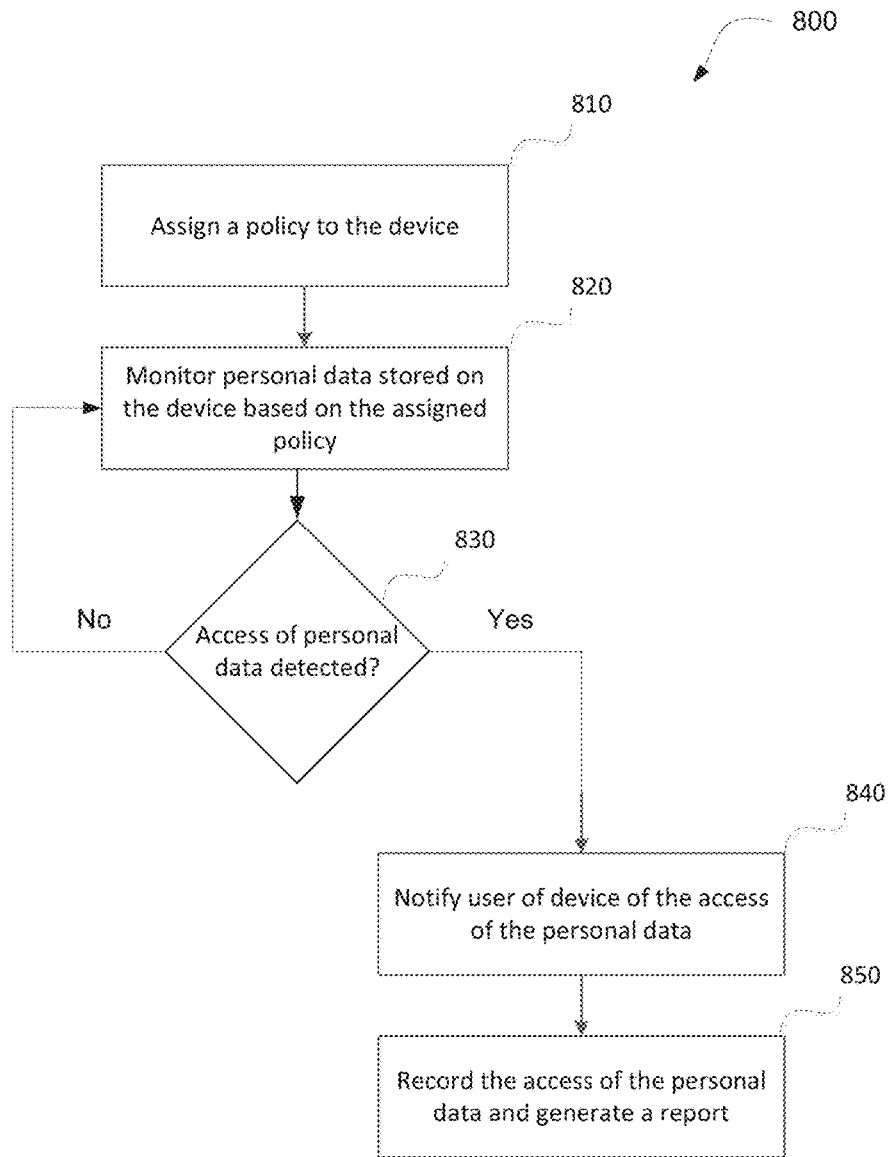 800
810
Assign a policy to the device
820
Monitor personal data stored on
the device based on the assigned
policy
830
No
Yes
Access of personal
data detected?
840
Notify user of device of the access
of the personal data
850
Record the access of the personal
data and generate a report